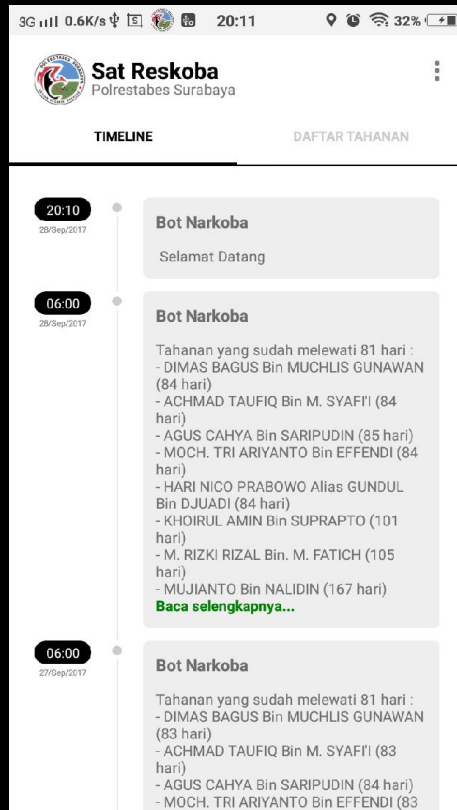 3G 0.6K/s 20:11 32%
Sat Reskoba
Polrestabes Surabaya
TIMELINE
DAFTAR TAHANAN
20:10
28/Sep/2017
Bot Narkoba
Selamat Datang
06:00
28/Sep/2017
Bot Narkoba
Tahanan yang sudah melewati 81 hari :
- DIMAS BAGUS Bin MUCHLIS GUNAWAN
(84 hari)
- ACHMAD TAUFIQ Bin M. SYAFI'I (84
hari)
- AGUS CAHYA Bin SARIPUDIN (85 hari)
- MOCH. TRI ARIYANTO Bin EFFENDI (84
hari)
- HARI NICO PRABOWO Alias GUNDUL
Bin DJUADI (84 hari)
- KHOIRUL AMIN Bin SUPRAPTO (101
hari)
- M. RIZKI RIZAL Bin. M. FATICH (105
hari)
- MUJIANTO Bin NALIDIN (167 hari)
Baca selengkapnya...
06:00
27/Sep/2017
Bot Narkoba
Tahanan yang sudah melewati 81 hari :
- DIMAS BAGUS Bin MUCHLIS GUNAWAN
(83 hari)
- ACHMAD TAUFIQ Bin M. SYAFI'I (83
hari)
- AGUS CAHYA Bin SARIPUDIN (84 hari)
- MOCH. TRI ARIYANTO Bin EFFENDI (83